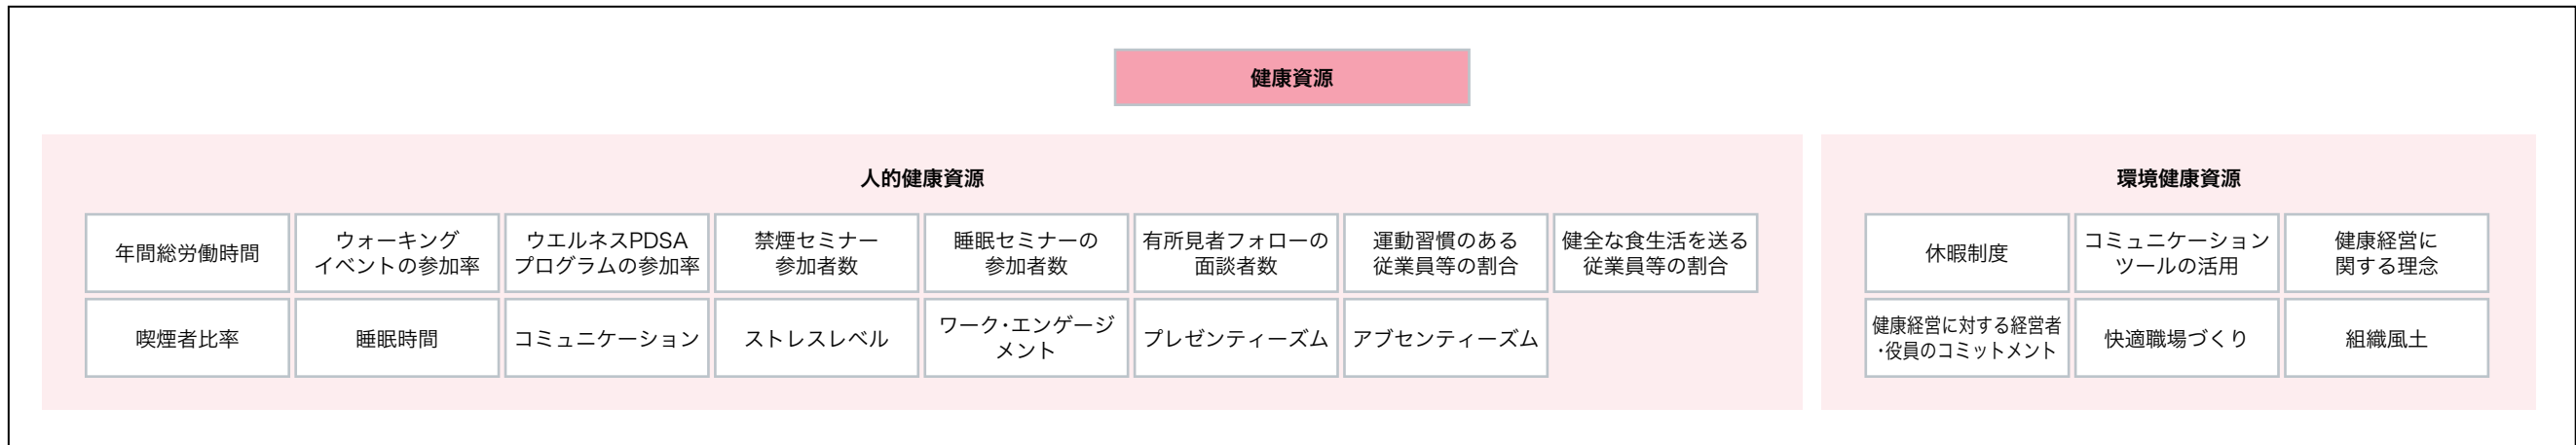 健康資源
人的健康資源
年間総労働時間
ウォーキング
イベントの参加率
ウエルネスPDSA
プログラムの参加率
禁煙セミナー
参加者数
睡眠セミナーの
参加者数
有所見者フォローの
面談者数
運動習慣のある
従業員等の割合
健全な食生活を送る
従業員等の割合
喫煙者比率
睡眠時間
コミュニケーション
ストレスレベル
ワーク・エンゲージ
メント
プレゼンティーズム
アブセンティーズム
環境健康資源
休暇制度
コミュニケーション
ツールの活用
健康経営に
関する理念
健康経営に対する経営者
・役員のコミットメント
快適職場づくり
組織風土